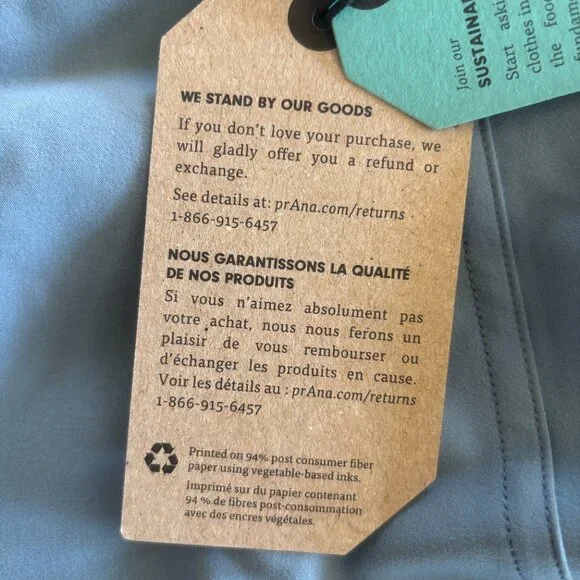 WE STAND BY OUR GOODS
If you don't love your purchase, we
will gladly offer you a refund or
exchange.
See details at: prAna.com/returns
1-866-915-6457
NOUS GARANTISSONS LA QUALITÉ
DE NOS PRODUITS
Si vous n'aimez absolument pas
votre achat, nous nous ferons un
plaisir de vous rembourser ou
d'échanger les produits en cause.
Voir les détails au : prAna.com/returns
1-866-915-6457
Printed on 94% post consumer fiber
paper using vegetable-based inks.
Imprimé sur du papier contenant
94 % de fibres post-consommation
avec des encres végétales.
Join our
Start
clothes
the